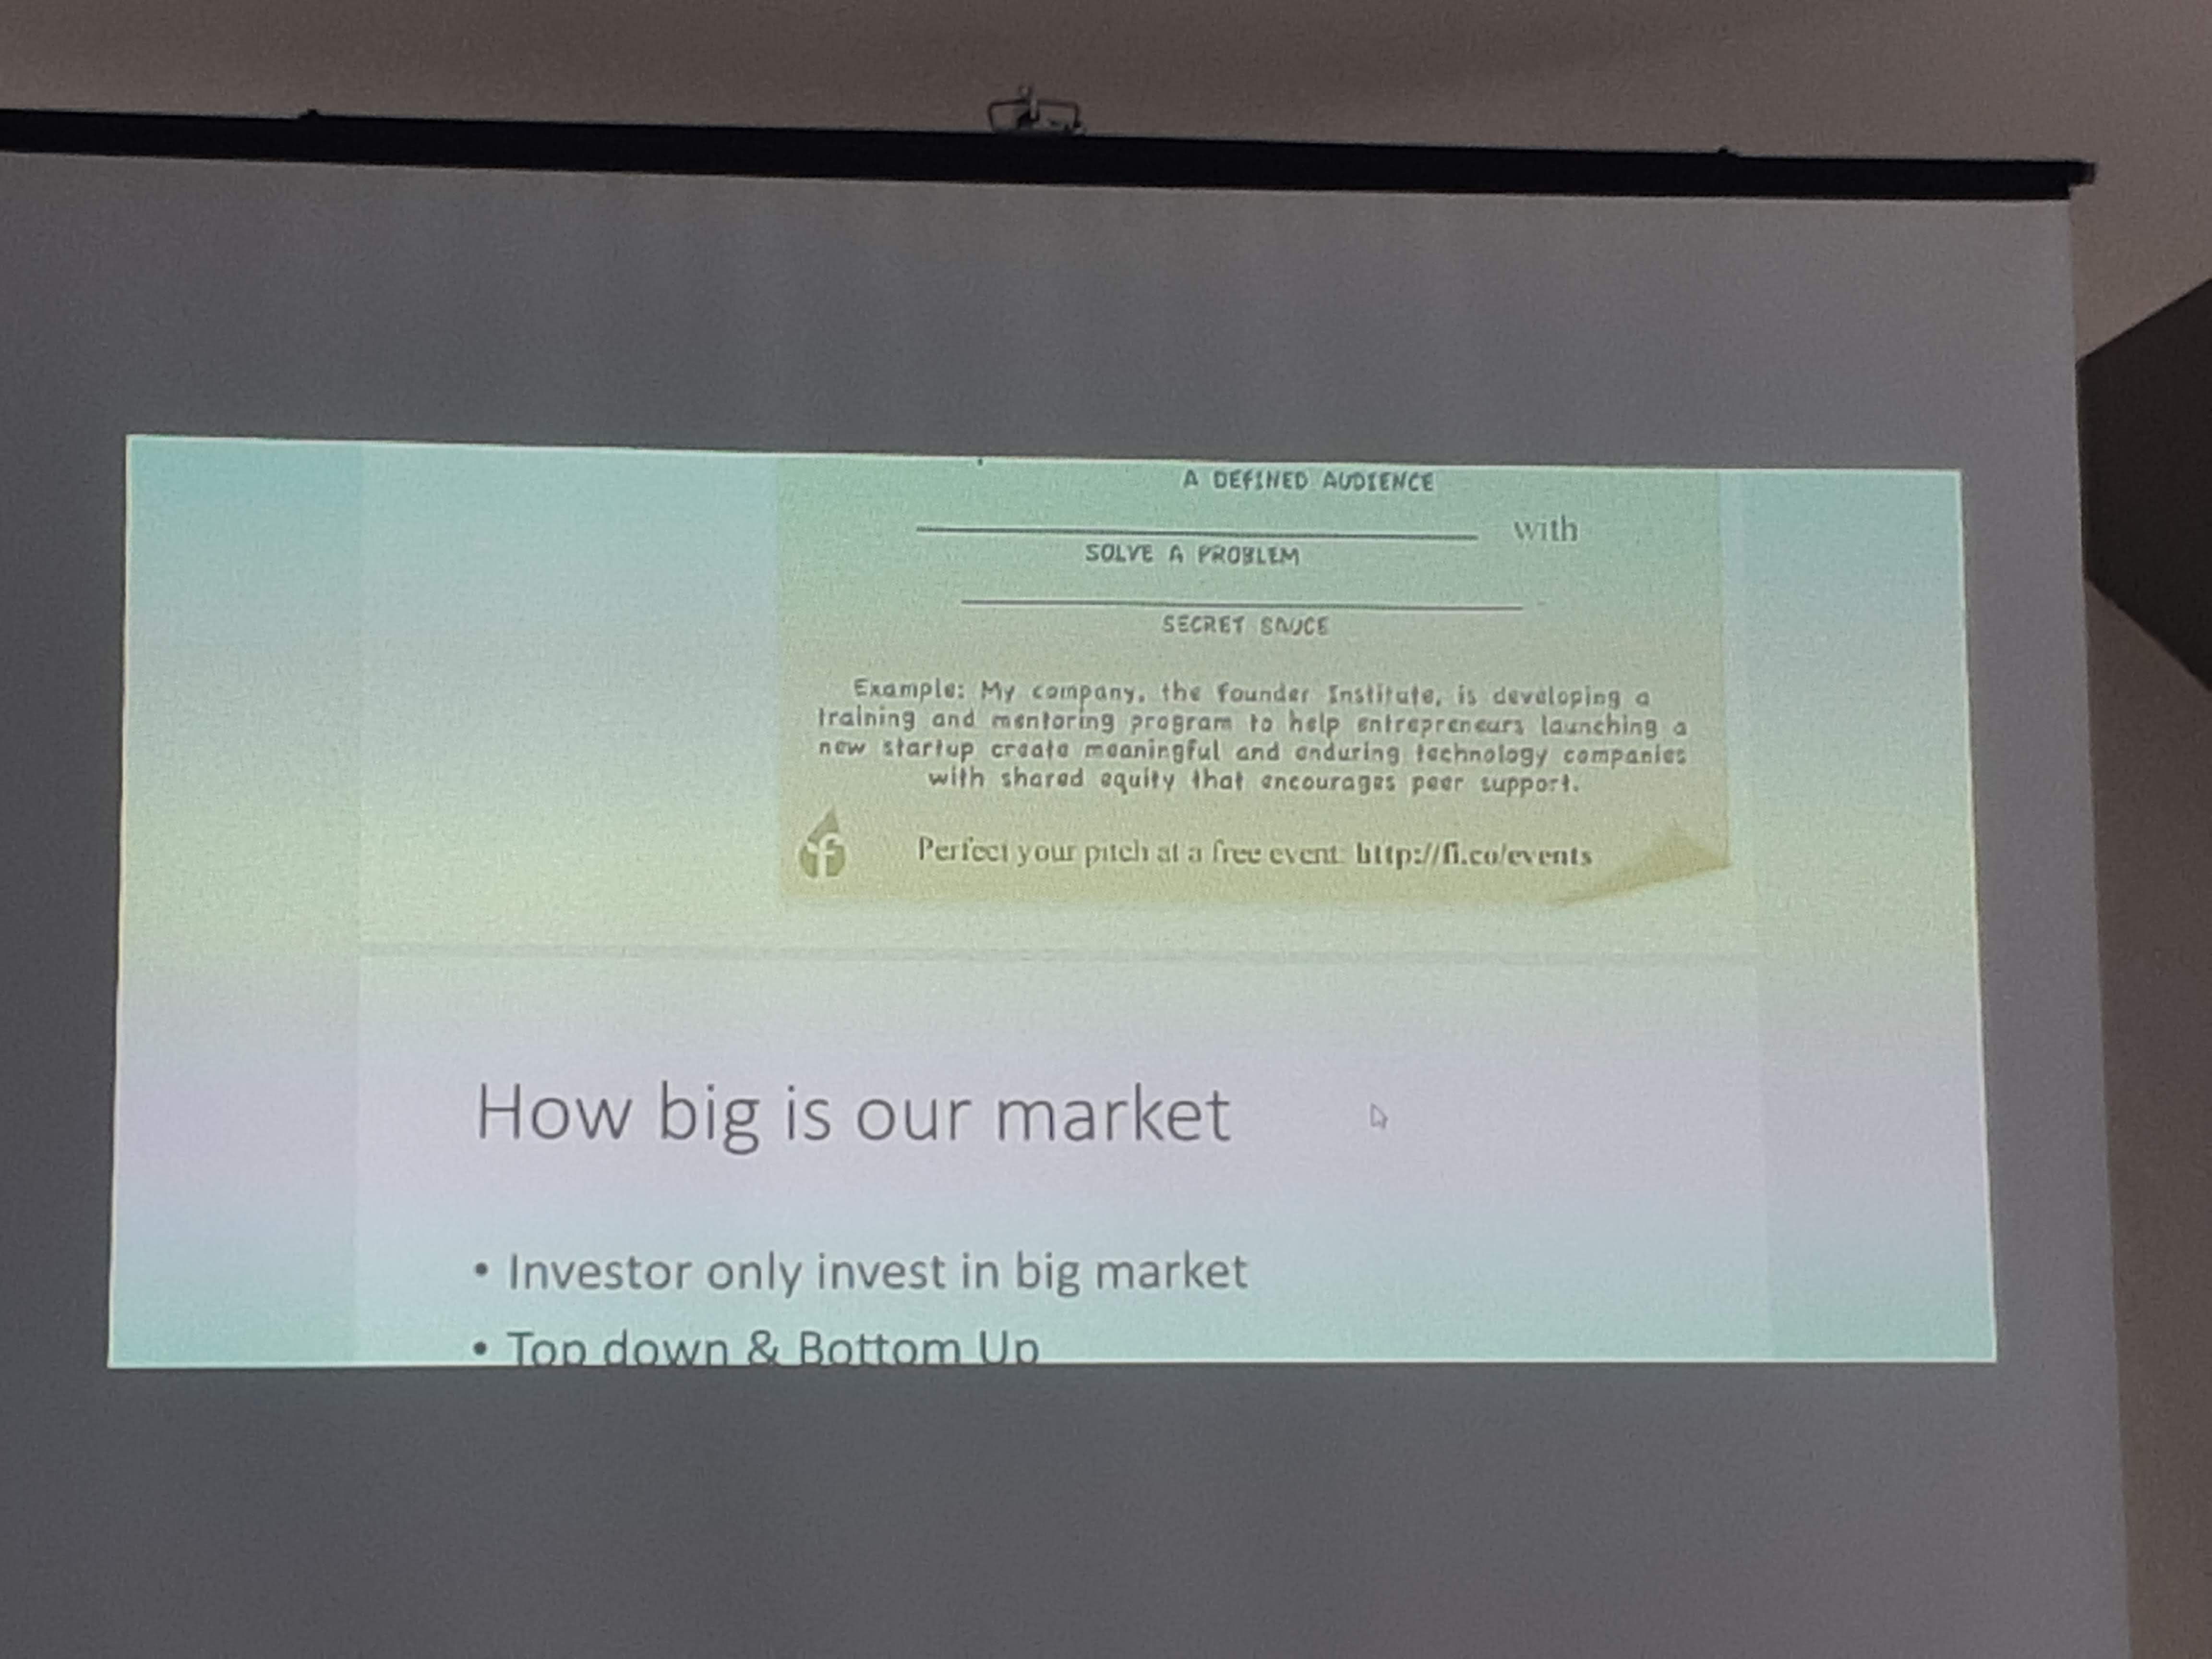 A DEFINED AUDIENCE
with
SOLVE A PROBLEM
SECRET SAUCE
Example: My company, the Founder Institute, is developing a
training and mentoring program to help entrepreneurs launching a
new startup create meaningful and enduring technology companies
with shared equity that encourages peer support.
Perfect your pitch at a free event: http://fi.co/events
How big is our market
• Investor only invest in big market
• Top down & Bottom Up